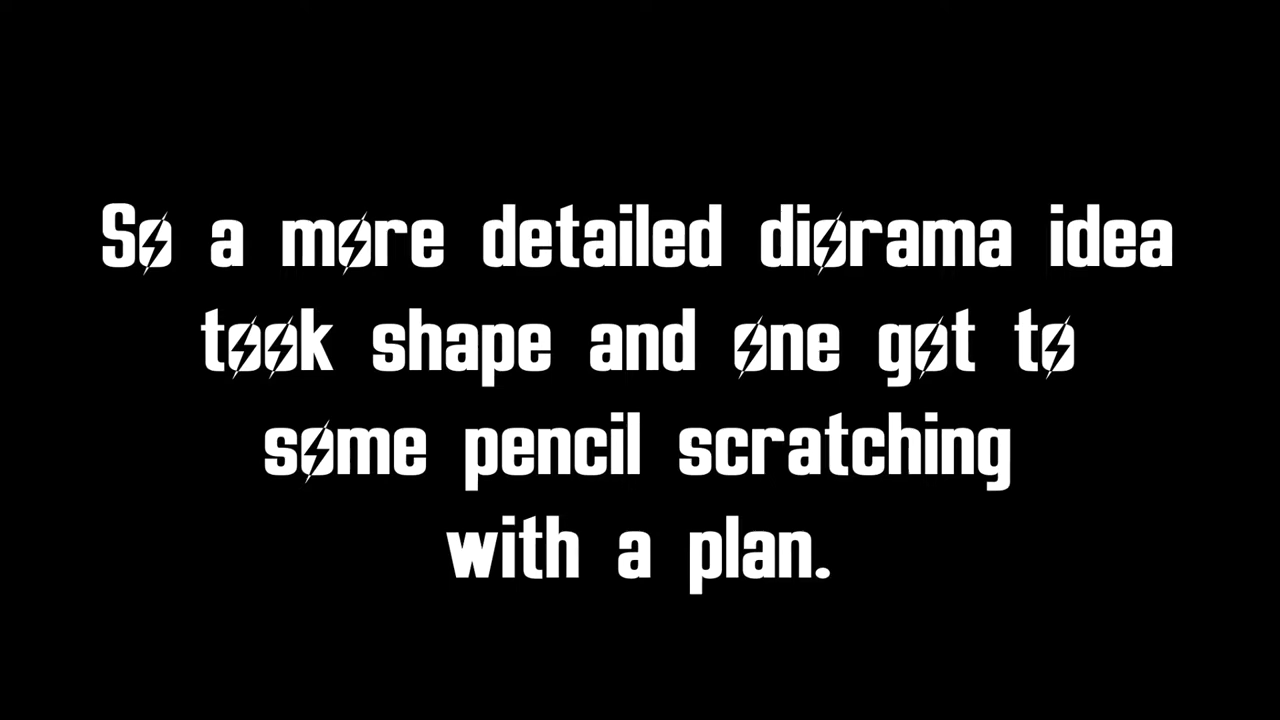 So a more detailed diorama idea
took shape and one got to
some pencil scratching
with a plan.